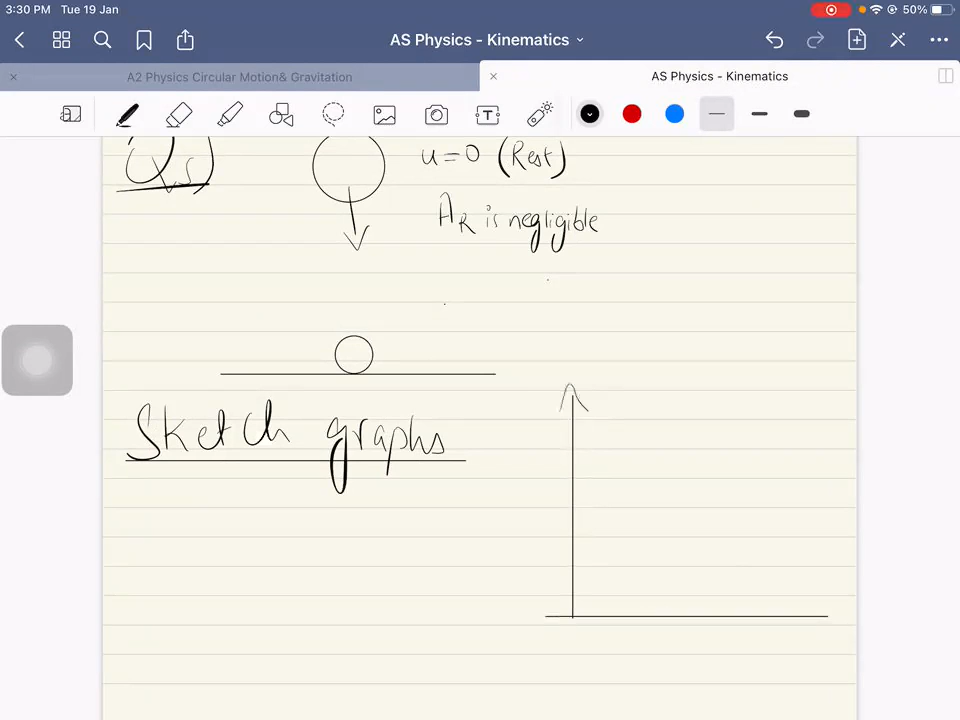 3:30 PM Tue 19 Jan
50%
AS Physics - Kinematics
A2 Physics Circular Motion& Gravitation
AS Physics - Kinematics
T
u = 0 (Rest)
AR is negligible
Sketch graphs